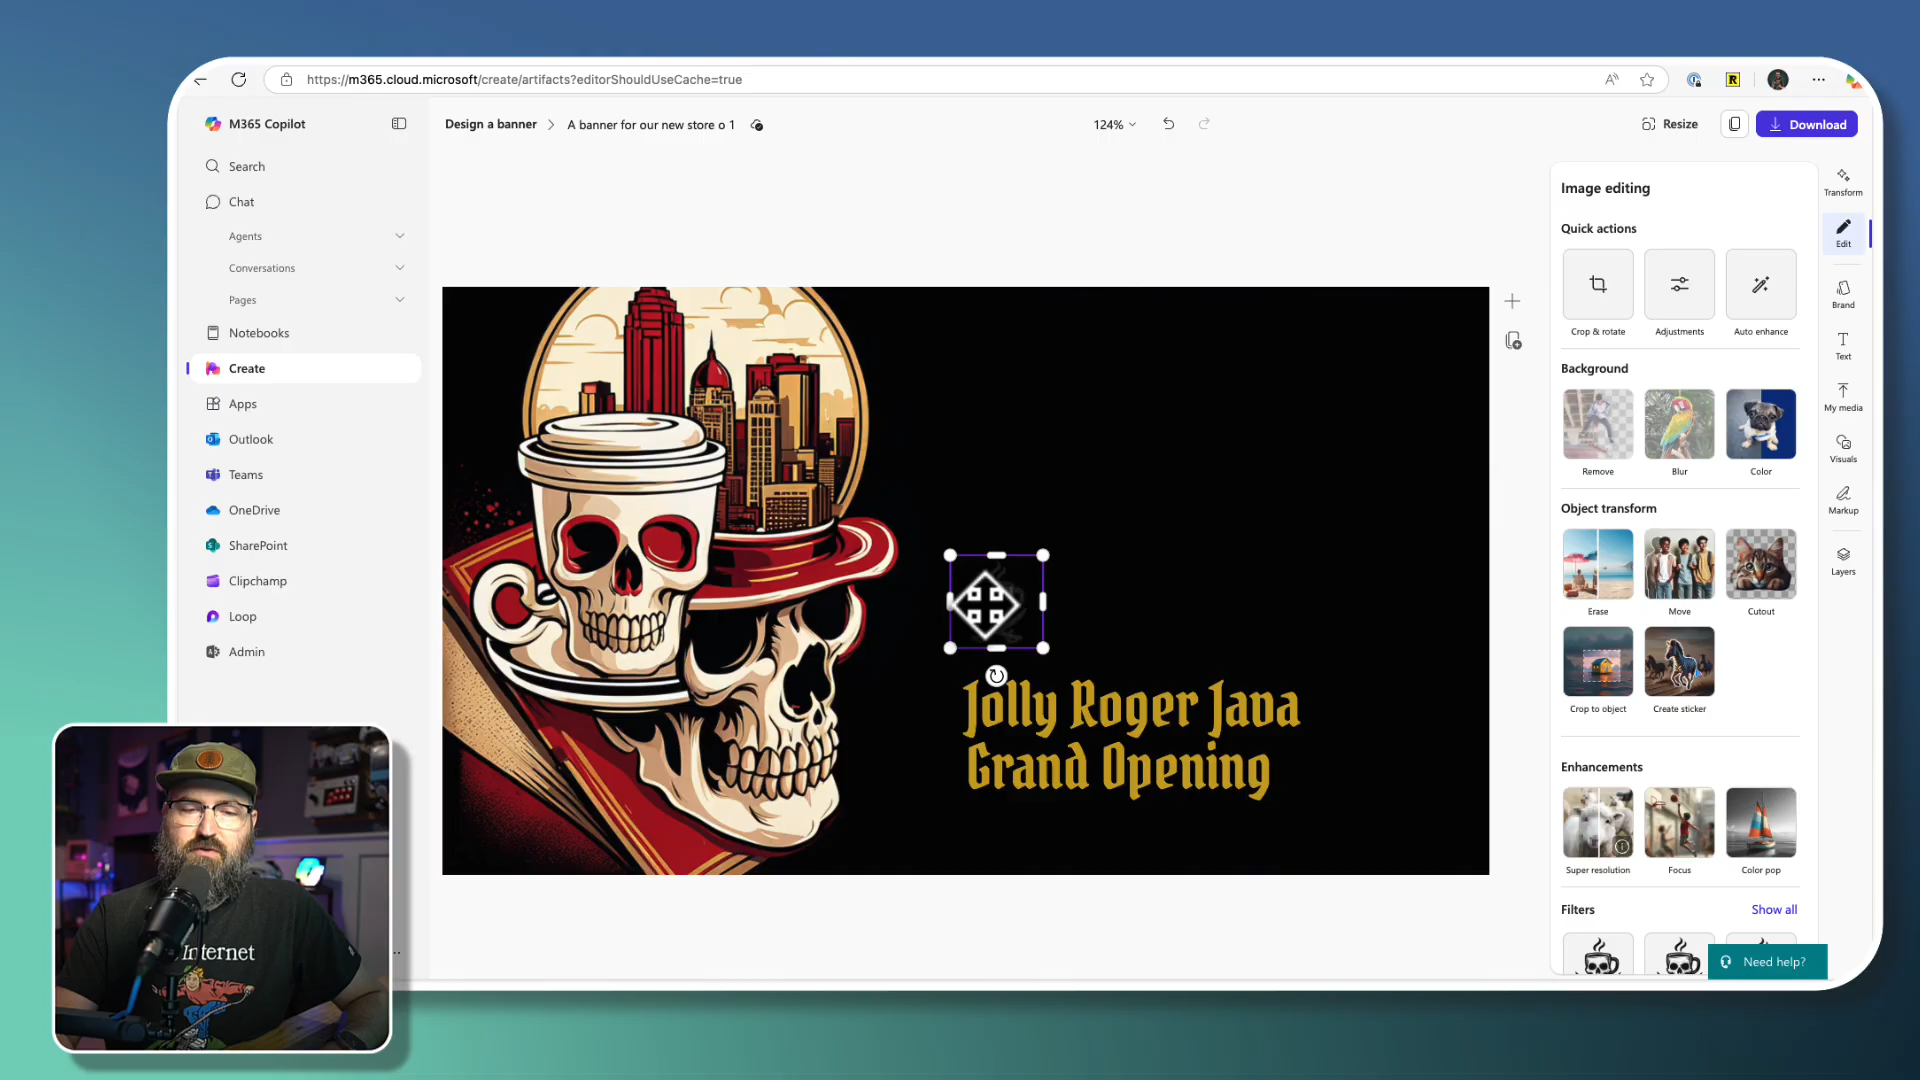 https://m365.cloud.microsoft/create/artifacts?editorShouldUseCache=true
M365 Copilot
Search
Chat
Agents
Conversations
Pages
Notebooks
Create
Apps
Outlook
Teams
OneDrive
SharePoint
Clipchamp
Loop
Admin
Design a banner
A banner for our new store o 1
124%
Resize
Download
Jolly Roger Java
Grand Opening
Image editing
Quick actions
Crop & rotate
Adjustments
Auto enhance
Background
Remove
Blur
Color
Object transform
Erase
Move
Cutout
Crop to object
Create sticker
Enhancements
Super resolution
Focus
Color pop
Filters
Show all
Need help?
Transform
Edit
Brand
Text
My media
Visuals
Markup
Layers
Internet